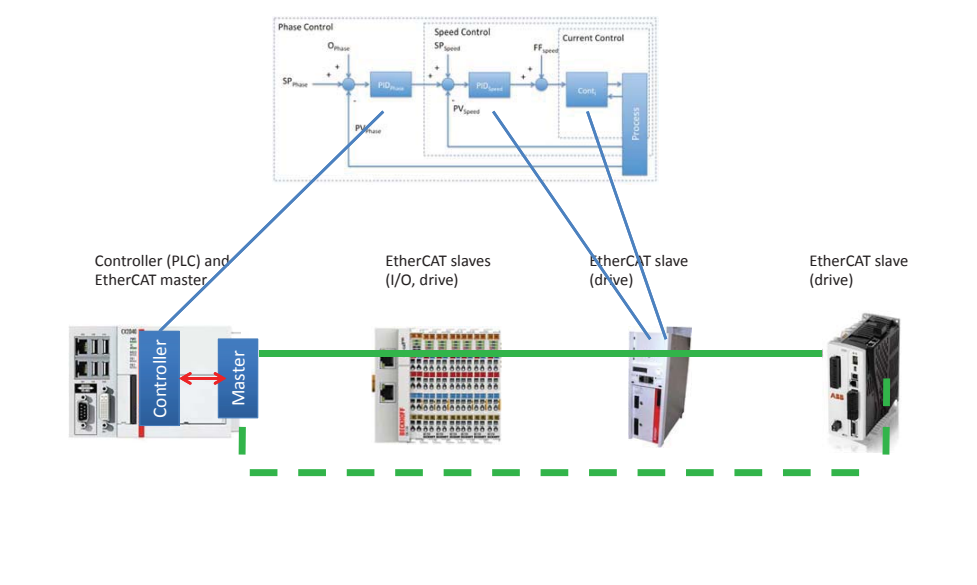 Phase Control
Speed Control
Current Control
OPhase
SPSpeed
FFSpeed
SPPhase
+
+
+
+
+
+
PIDPhase
PIDSpeed
ContI
-
-
PVSpeed
PVPhase
Process
Controller (PLC) and
EtherCAT master
EtherCAT slaves
(I/O, drive)
EtherCAT slave
(drive)
EtherCAT slave
(drive)
CX2040
Controller
Master
BECKHOFF
ABB